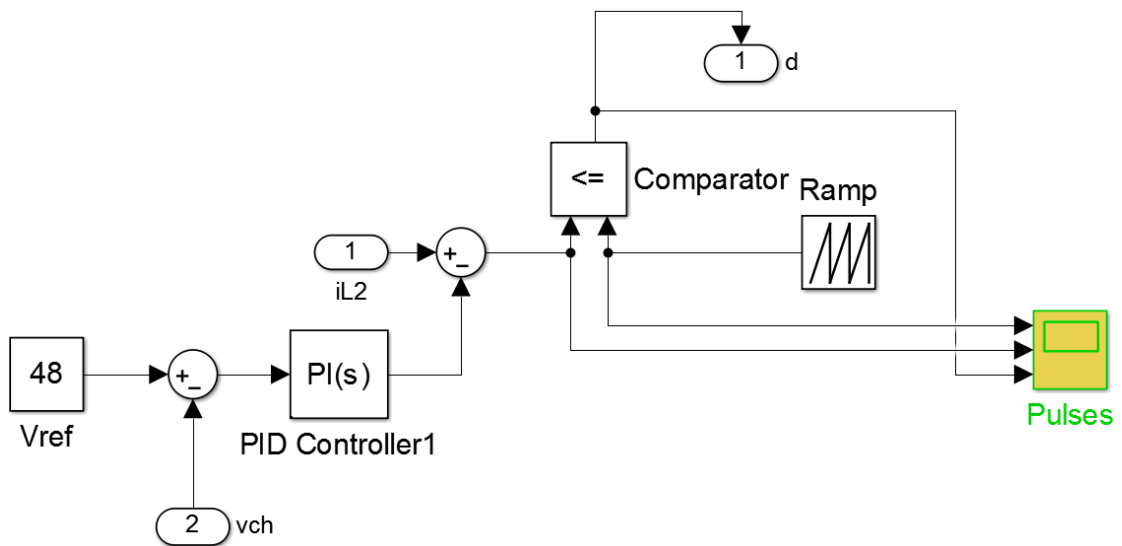 1
d
<=
Comparator
Ramp
1
+
−
iL2
48
+
−
PI(s)
Vref
PID Controller1
Pulses
2
vch